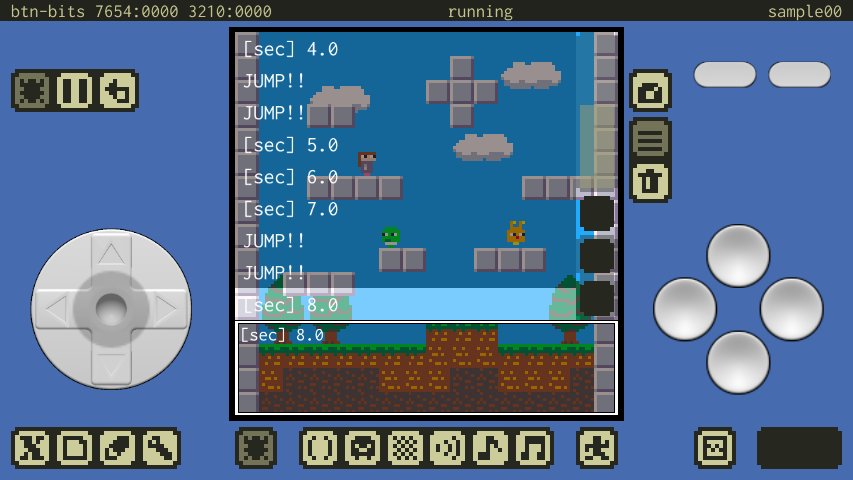 btn-bits 7654:0000 3210:0000 running sample00
[sec] 4.0
JUMP!!
JUMP!!
[sec] 5.0
[sec] 6.0
[sec] 7.0
JUMP!!
JUMP!!
[sec] 8.0
[sec] 8.0